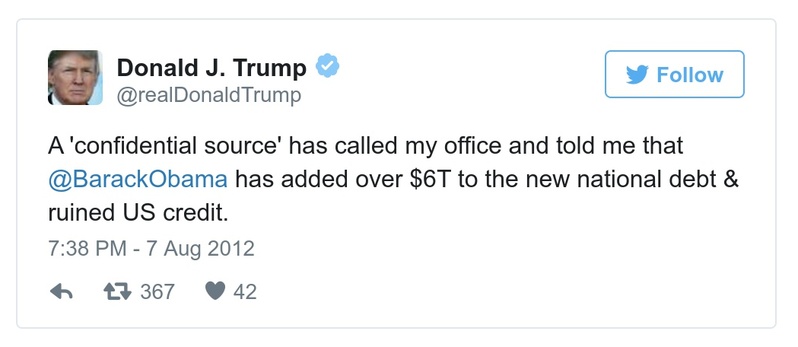 Donald J. Trump
@realDonaldTrump
Follow
A 'confidential source' has called my office and told me that
@BarackObama has added over $6T to the new national debt &
ruined US credit.
7:38 PM - 7 Aug 2012
367 42